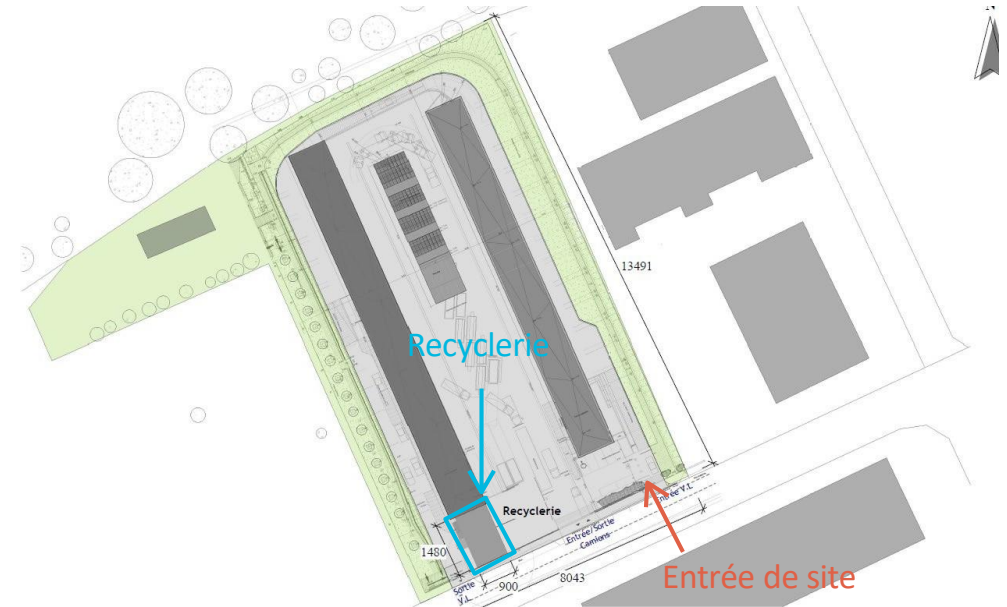 N
13491
Recyclerie
Recyclerie
Entrée V.L
Entrée/Sortie
Camions
1480
900
8043
Sortie
V.L
Entrée de site